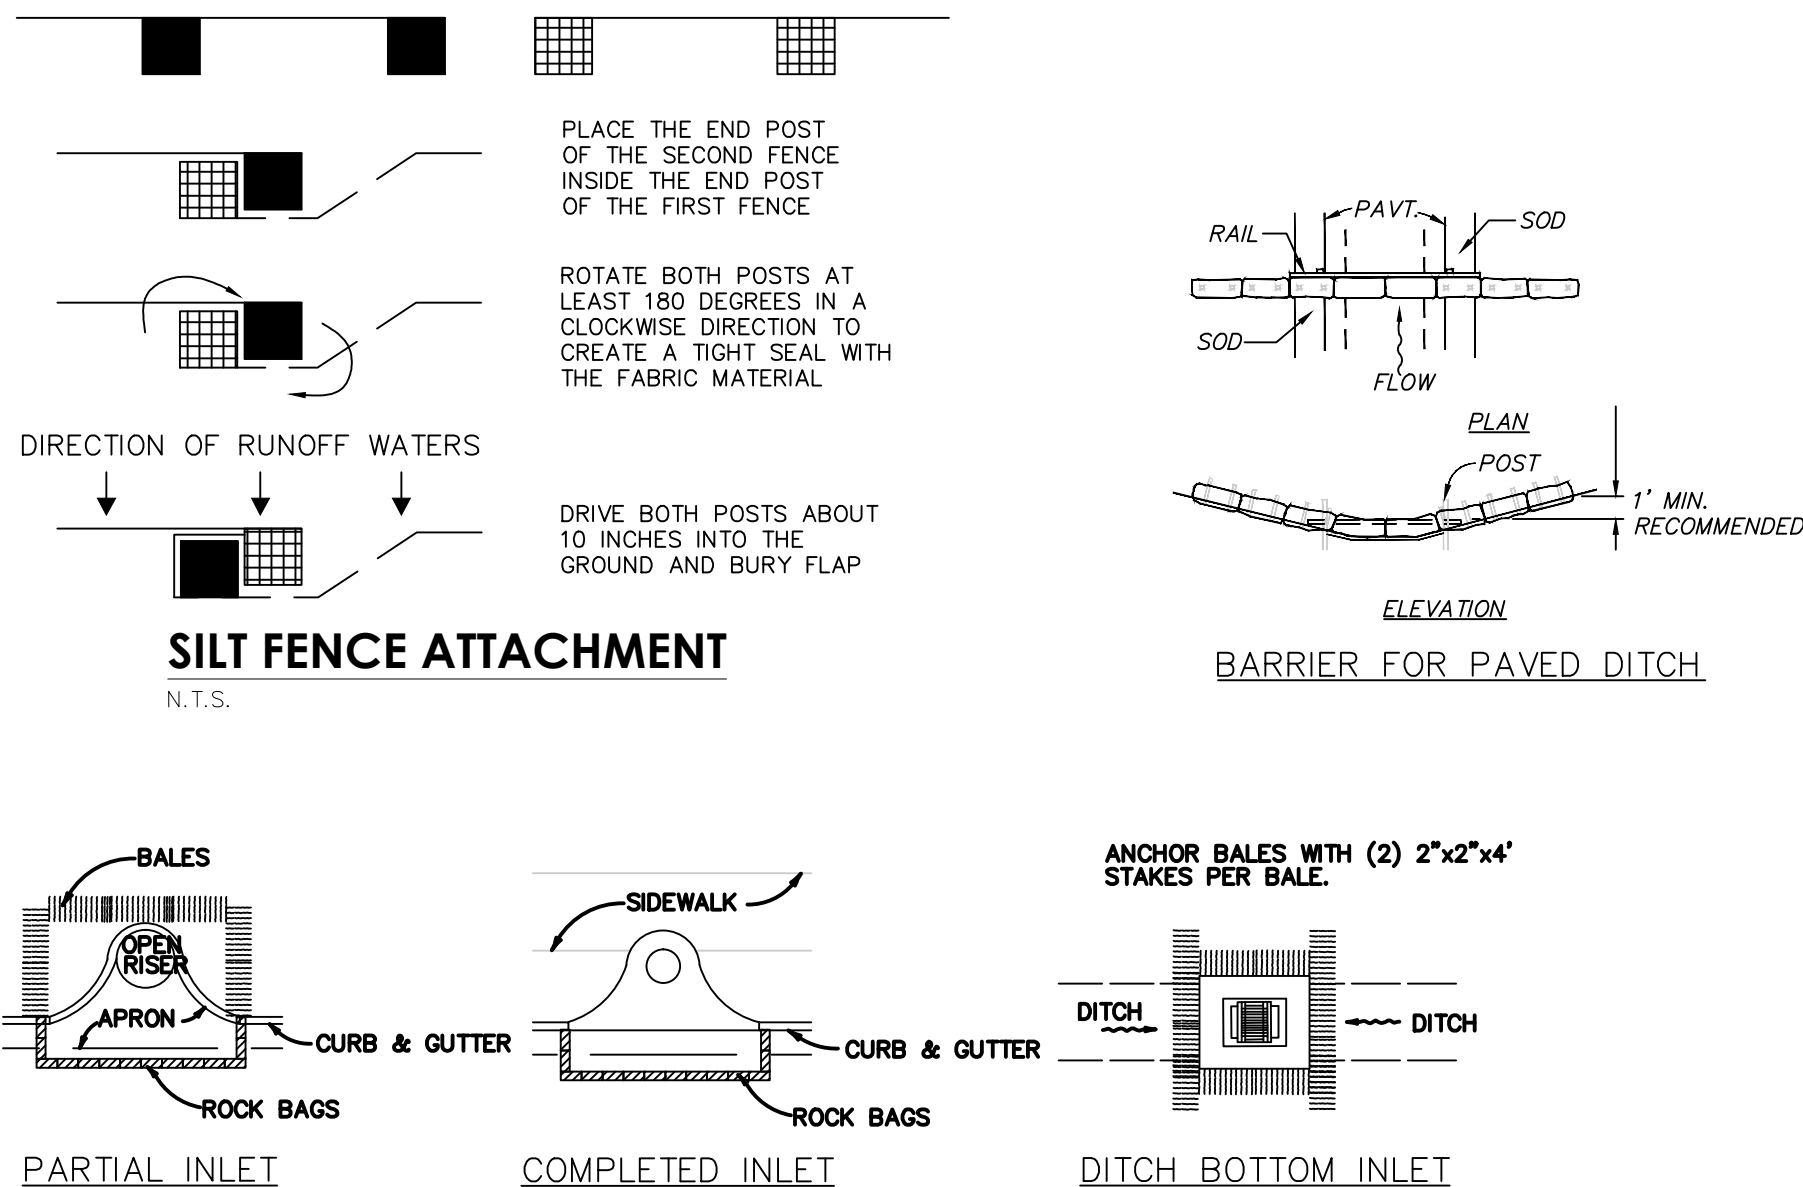 PLACE THE END POST
OF THE SECOND FENCE
INSIDE THE END POST
OF THE FIRST FENCE
ROTATE BOTH POSTS AT
LEAST 180 DEGREES IN A
CLOCKWISE DIRECTION TO
CREATE A TIGHT SEAL WITH
THE FABRIC MATERIAL
DIRECTION OF RUNOFF WATERS
DRIVE BOTH POSTS ABOUT
10 INCHES INTO THE
GROUND AND BURY FLAP
SILT FENCE ATTACHMENT
N.T.S.
PAVT.
SOD
RAIL
SOD
FLOW
PLAN
POST
1' MIN.
RECOMMENDED
ELEVATION
BARRIER FOR PAVED DITCH
BALES
OPEN
RISER
APRON
CURB & GUTTER
ROCK BAGS
PARTIAL INLET
SIDEWALK
CURB & GUTTER
ROCK BAGS
COMPLETED INLET
ANCHOR BALES WITH (2) 2"x2"x4'
STAKES PER BALE.
DITCH
DITCH
DITCH BOTTOM INLET